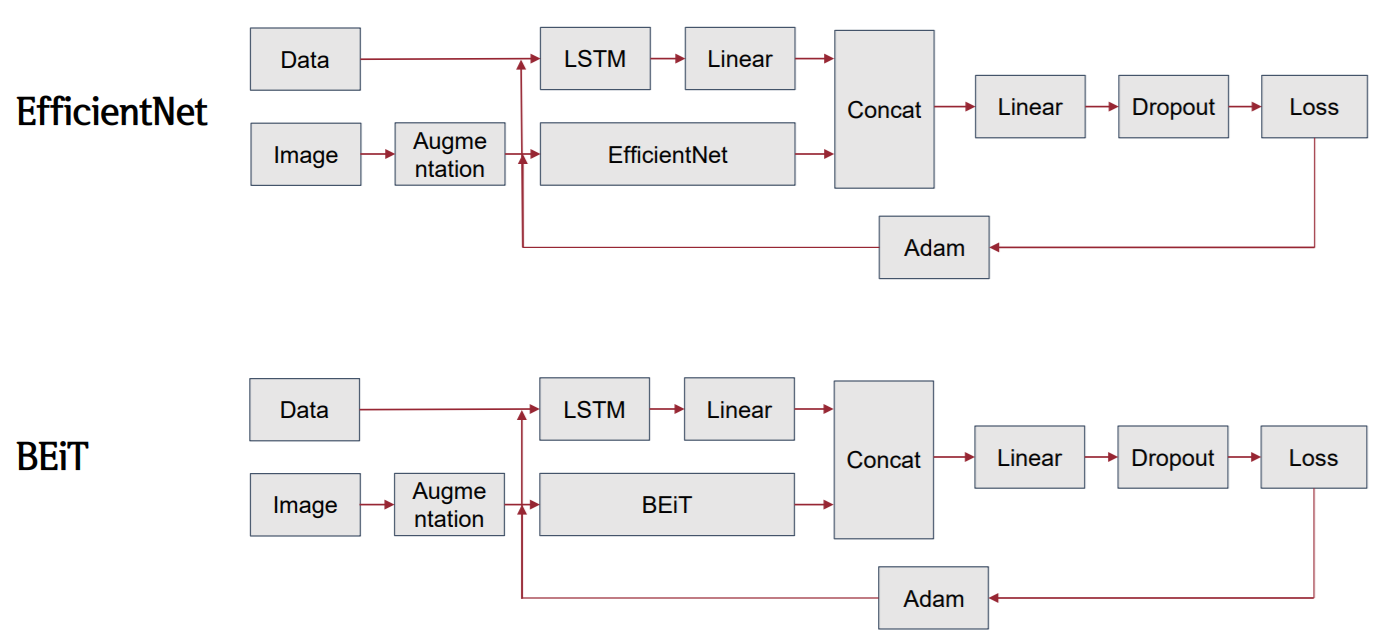 EfficientNet
Data
LSTM
Linear
Image
Augme
ntation
EfficientNet
Concat
Linear
Dropout
Loss
Adam
BEiT
Data
LSTM
Linear
Image
Augme
ntation
BEiT
Concat
Linear
Dropout
Loss
Adam